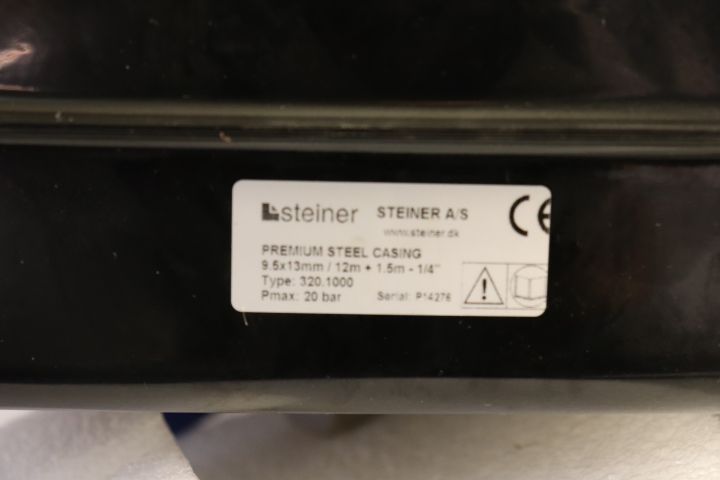 steiner STEINER A/S CE
www.steiner.dk
PREMIUM STEEL CASING
9.5x13mm / 12m + 1.5m - 1/4"
Type: 320.1000
Pmax: 20 bar Serial: P14276